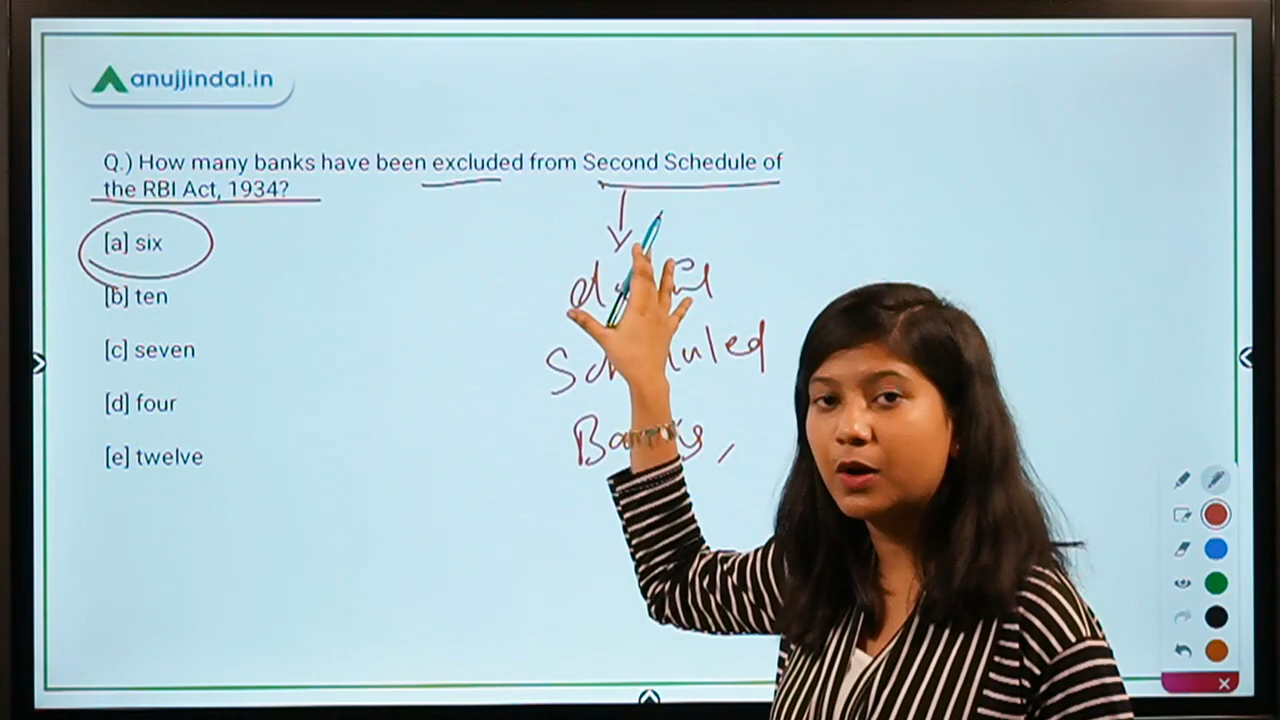 anujjindal.in
Q.) How many banks have been excluded from Second Schedule of
the RBI Act, 1934?
[a] six
[b] ten
[c] seven
[d] four
[e] twelve